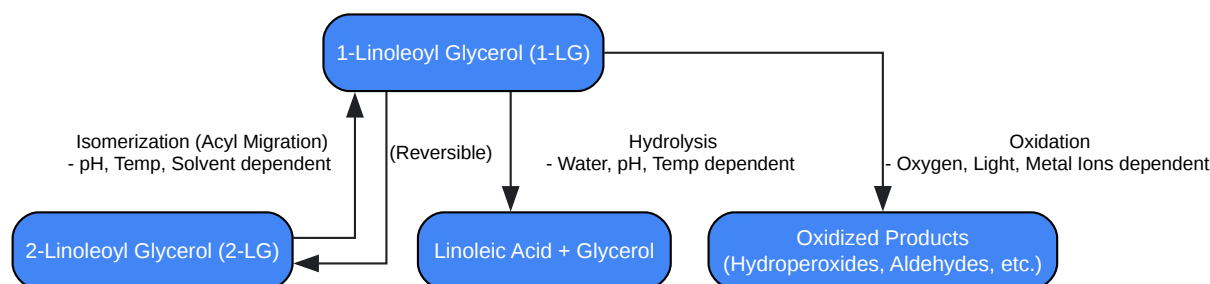 1-Linoleoyl Glycerol (1-LG)
Isomerization (Acyl Migration)
- pH, Temp, Solvent dependent
(Reversible)
Hydrolysis
- Water, pH, Temp dependent
Oxidation
- Oxygen, Light, Metal Ions dependent
2-Linoleoyl Glycerol (2-LG)
Linoleic Acid + Glycerol
Oxidized Products
(Hydroperoxides, Aldehydes, etc.)